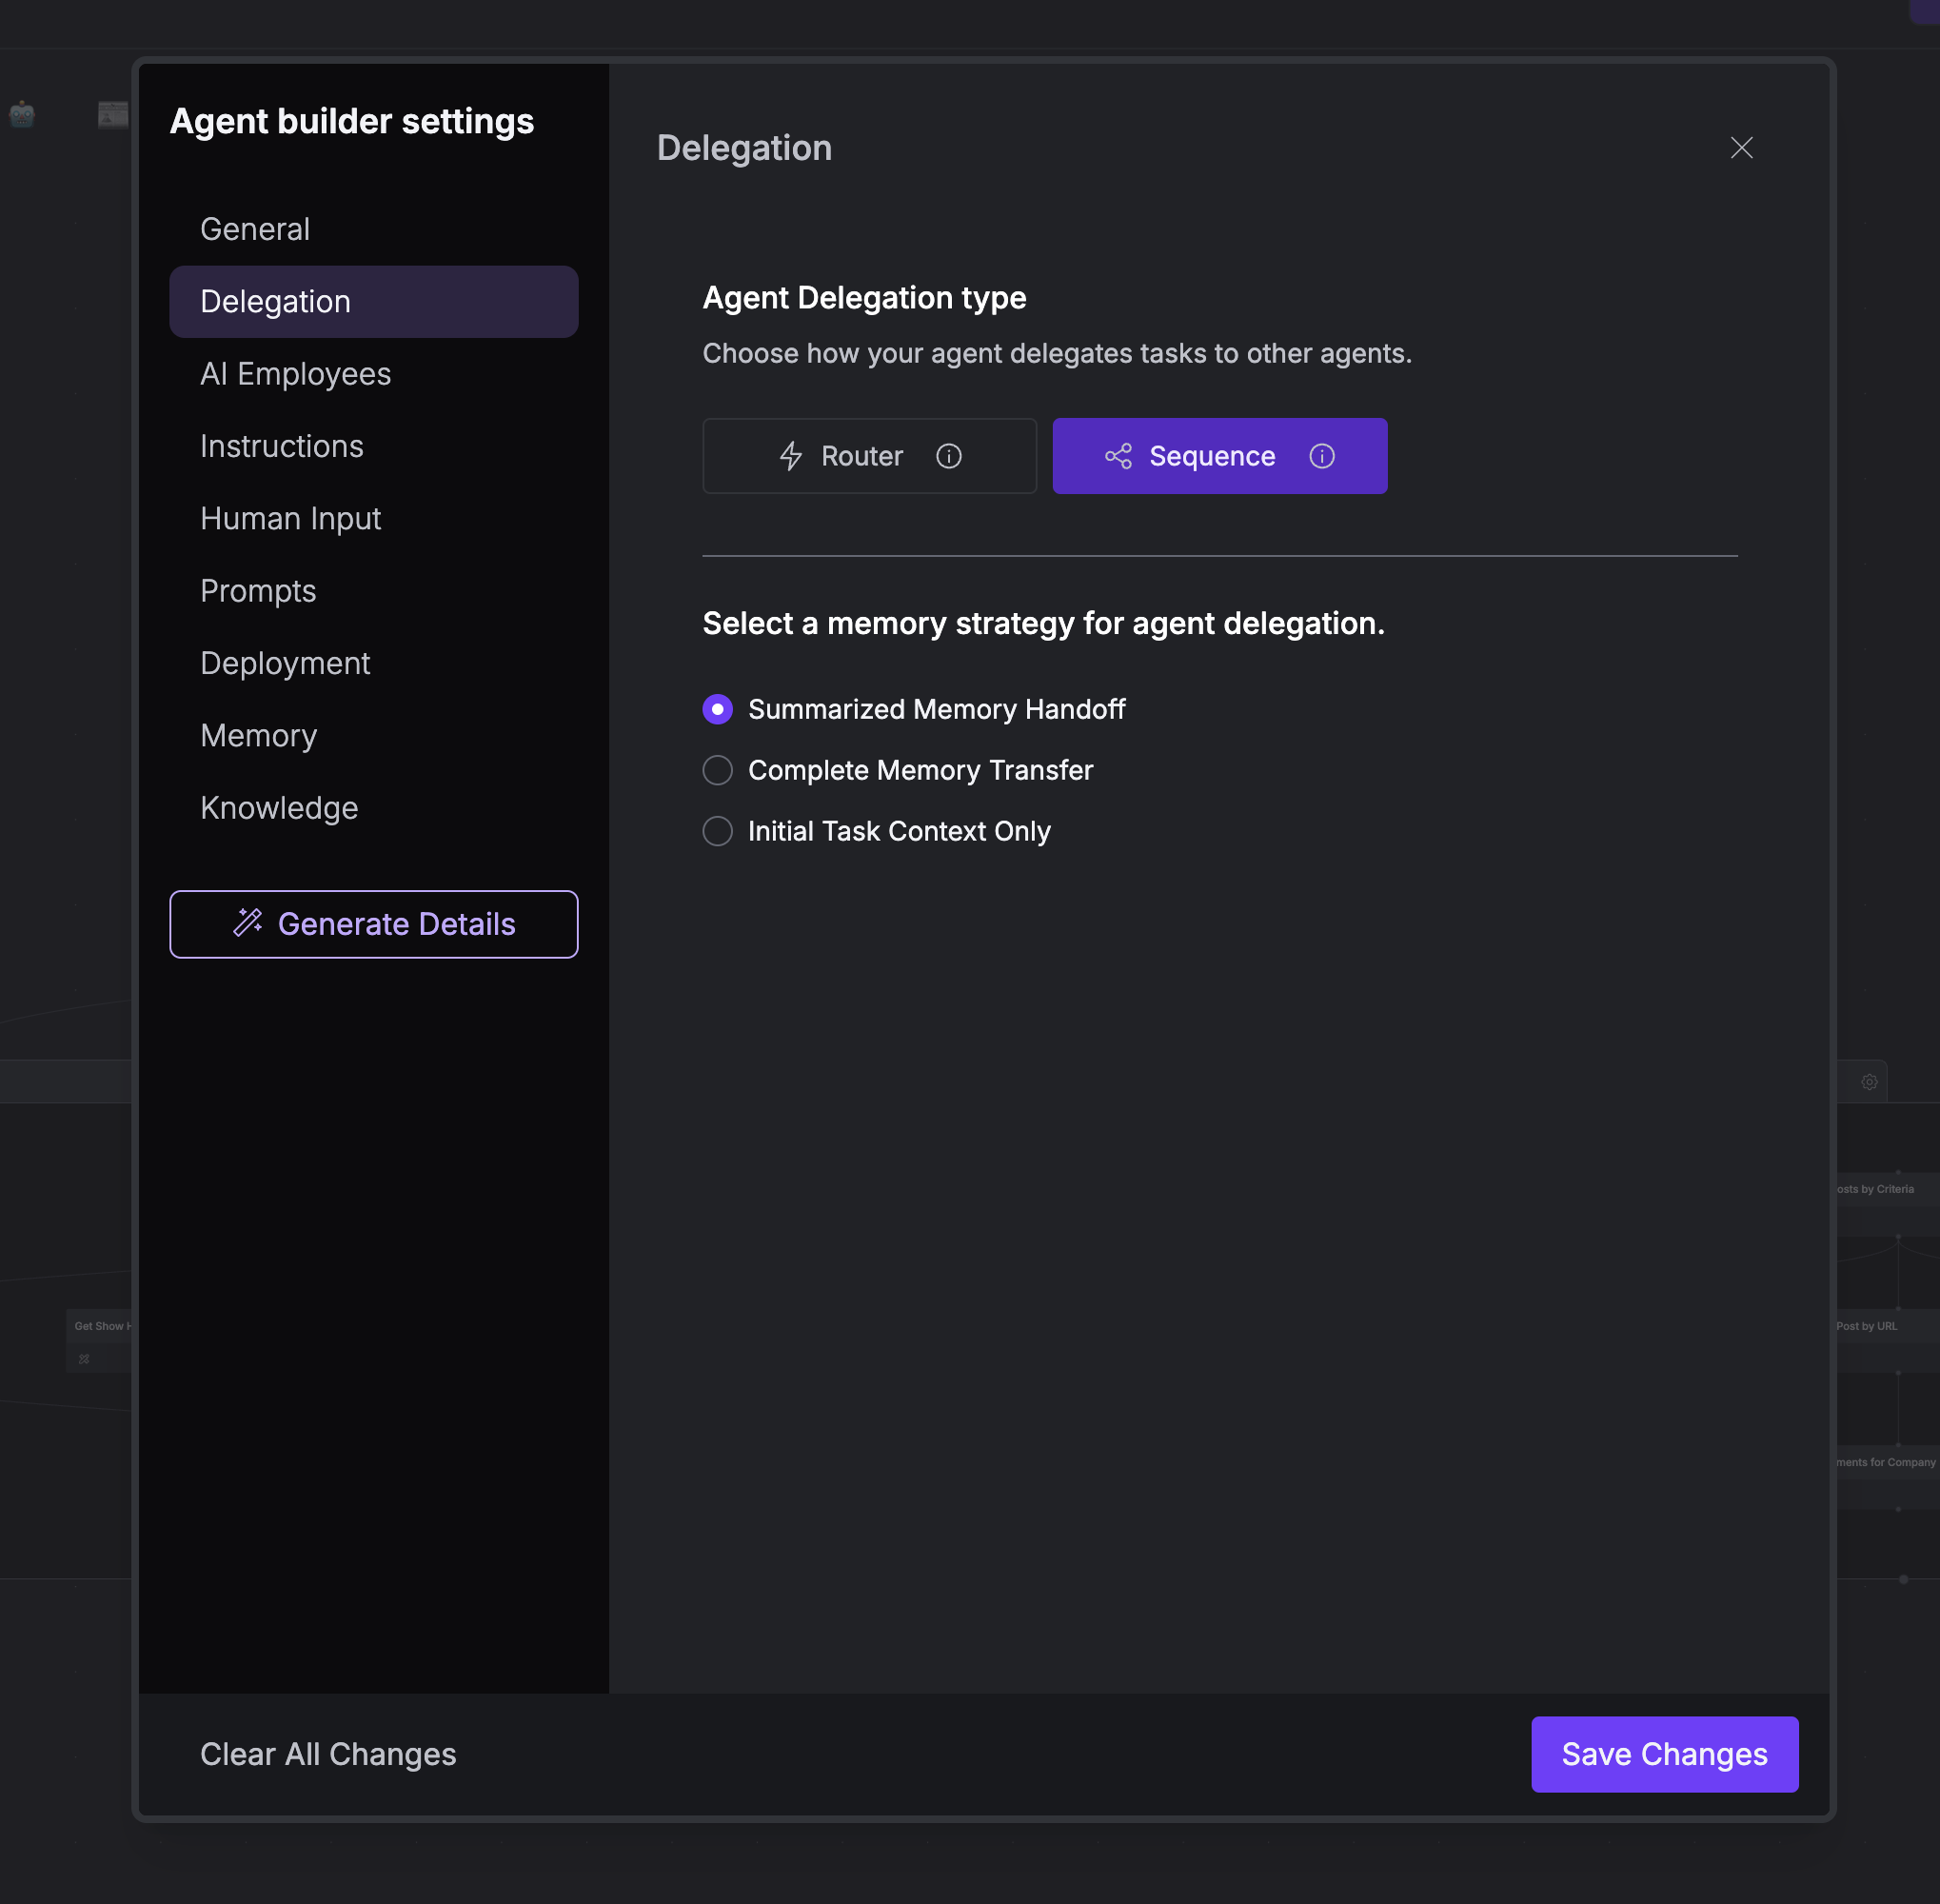 Agent builder settings
General
Delegation
AI Employees
Instructions
Human Input
Prompts
Deployment
Memory
Knowledge
Generate Details
Delegation
Agent Delegation type
Choose how your agent delegates tasks to other agents.
Router
Sequence
Select a memory strategy for agent delegation.
Summarized Memory Handoff
Complete Memory Transfer
Initial Task Context Only
Get Show
osts by Criteria
Post by URL
ments for Company
Clear All Changes
Save Changes